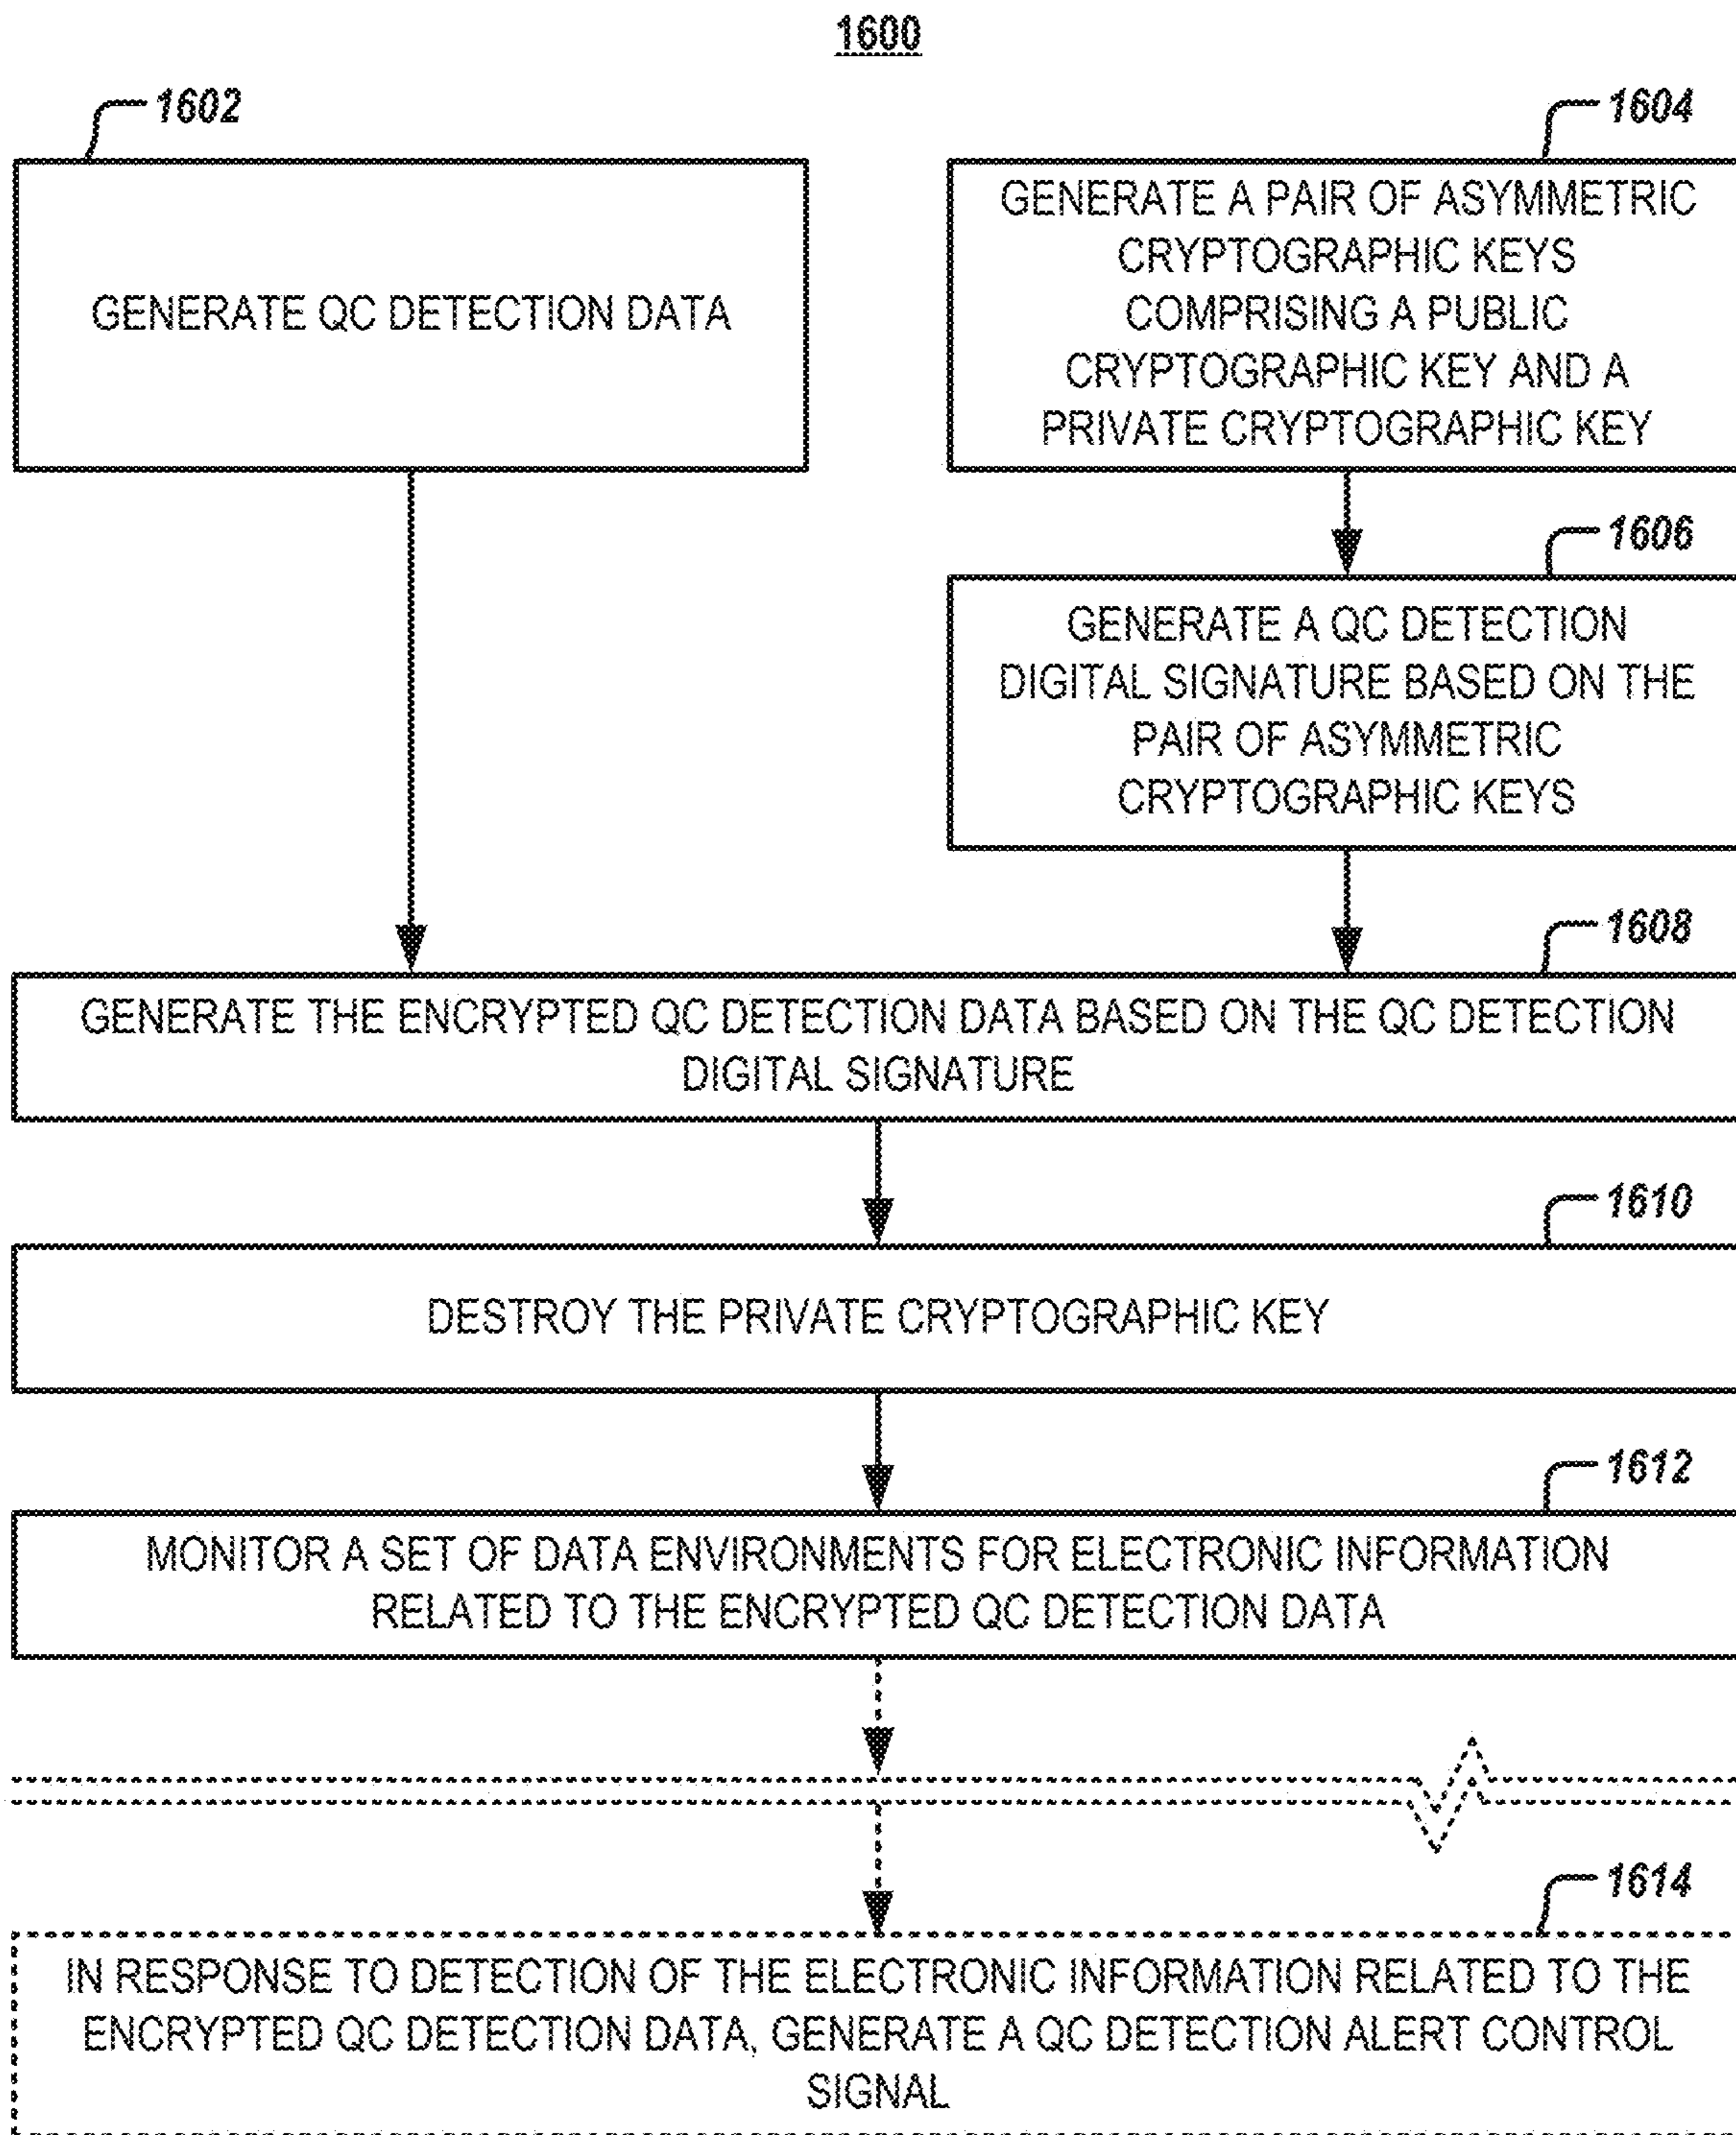 1600
1602
GENERATE QC DETECTION DATA
1604
GENERATE A PAIR OF ASYMMETRIC
CRYPTOGRAPHIC KEYS
COMPRISING A PUBLIC
CRYPTOGRAPHIC KEY AND A
PRIVATE CRYPTOGRAPHIC KEY
1606
GENERATE A QC DETECTION
DIGITAL SIGNATURE BASED ON THE
PAIR OF ASYMMETRIC
CRYPTOGRAPHIC KEYS
1608
GENERATE THE ENCRYPTED QC DETECTION DATA BASED ON THE QC DETECTION
DIGITAL SIGNATURE
1610
DESTROY THE PRIVATE CRYPTOGRAPHIC KEY
1612
MONITOR A SET OF DATA ENVIRONMENTS FOR ELECTRONIC INFORMATION
RELATED TO THE ENCRYPTED QC DETECTION DATA
1614
IN RESPONSE TO DETECTION OF THE ELECTRONIC INFORMATION RELATED TO THE
ENCRYPTED QC DETECTION DATA, GENERATE A QC DETECTION ALERT CONTROL
SIGNAL